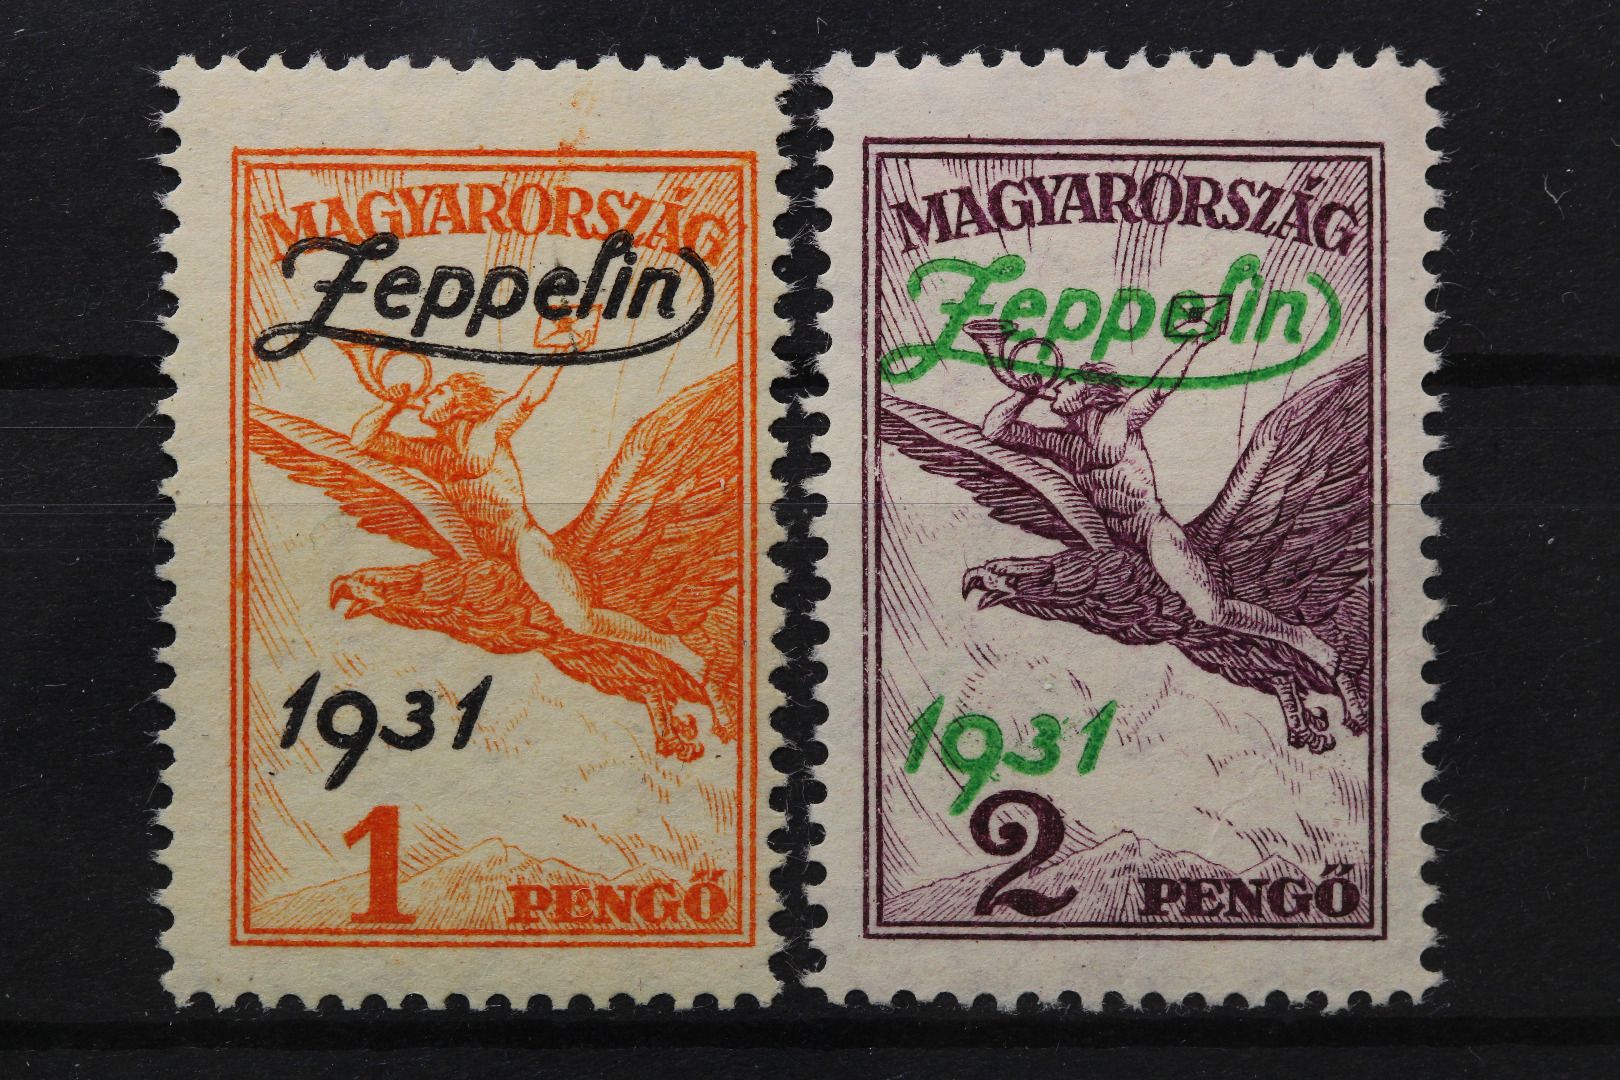 MAGYARORSZÁG
Zeppelin
1931
1 PENGŐ
MAGYARORSZÁG
Zeppelin
1931
2 PENGŐ